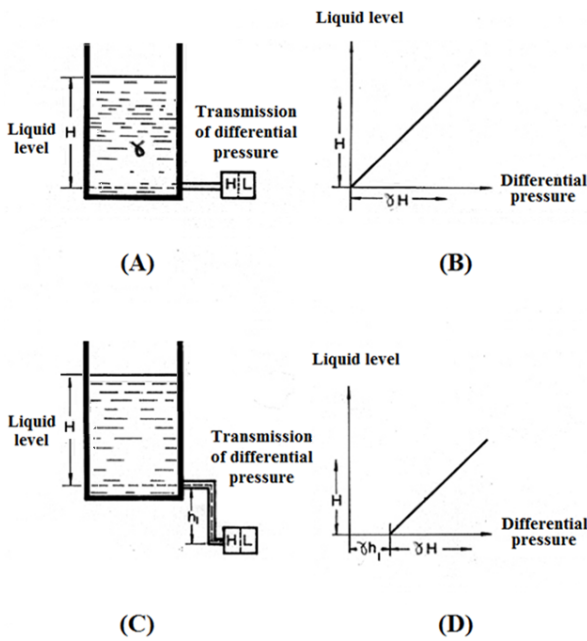 Liquid level
H
Liquid
level
H
Transmission
of differential
pressure
γ
H L
Differential
pressure
γH
(A)
(B)
Liquid level
H
Liquid
level
H
Transmission
of differential
pressure
h₁
H L
Differential
pressure
γh₁
γH
(C)
(D)